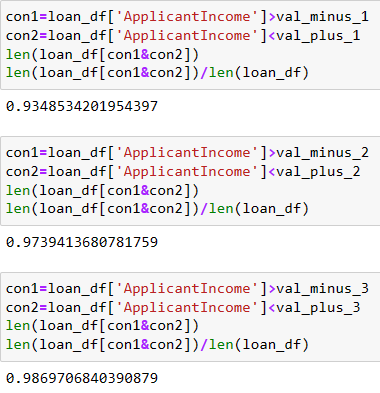 con1=loan_df['ApplicantIncome']>val_minus_1
con2=loan_df['ApplicantIncome']<val_plus_1
len(loan_df[con1&con2])
len(loan_df[con1&con2])/len(loan_df)
0.9348534201954397
con1=loan_df['ApplicantIncome']>val_minus_2
con2=loan_df['ApplicantIncome']<val_plus_2
len(loan_df[con1&con2])
len(loan_df[con1&con2])/len(loan_df)
0.9739413680781759
con1=loan_df['ApplicantIncome']>val_minus_3
con2=loan_df['ApplicantIncome']<val_plus_3
len(loan_df[con1&con2])
len(loan_df[con1&con2])/len(loan_df)
0.9869706840390879